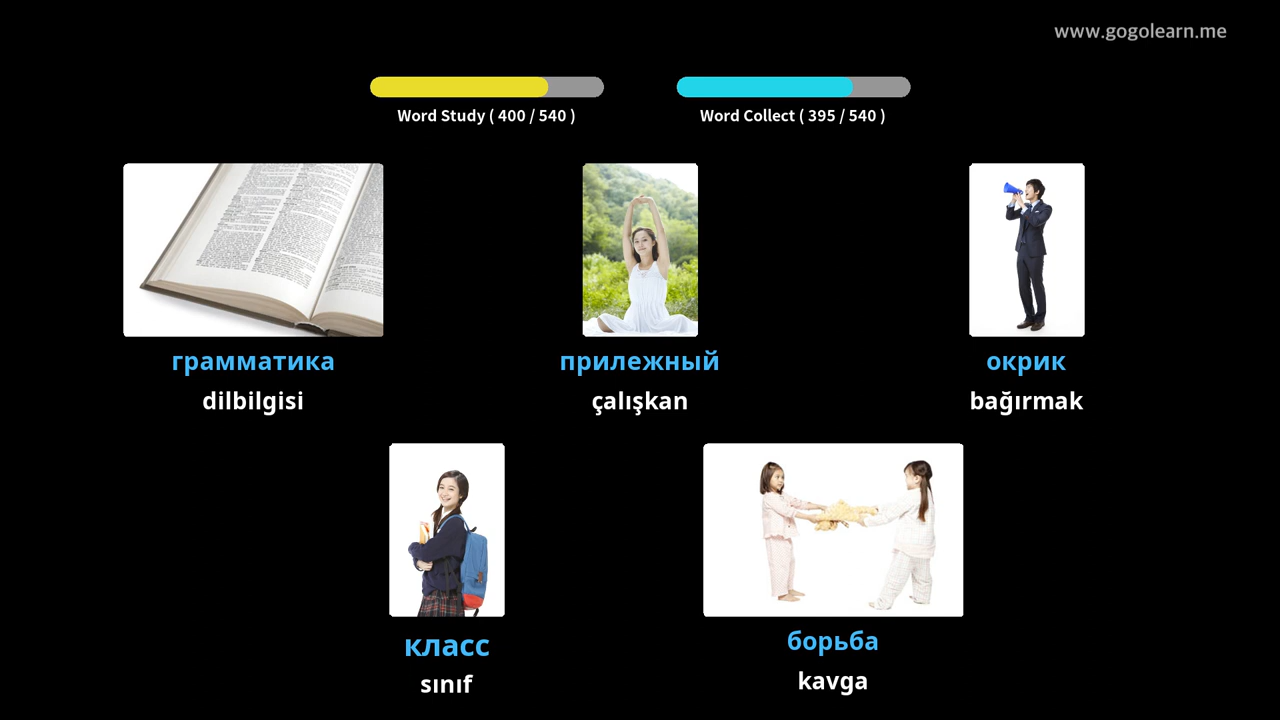 www.gogolearn.me
Word Study ( 400 / 540 )
Word Collect ( 395 / 540 )
грамматика
dilbilgisi
прилежный
çalışkan
окрик
bağırmak
класс
sınıf
борьба
kavga